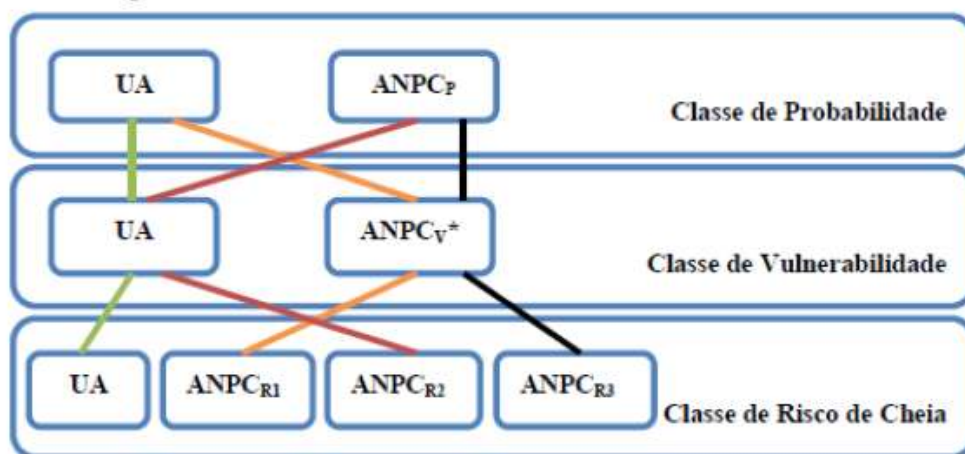 UA
ANPCP
Classe de Probabilidade
UA
ANPCV*
Classe de Vulnerabilidade
UA
ANPCR1
ANPCR2
ANPCR3
Classe de Risco de Cheia